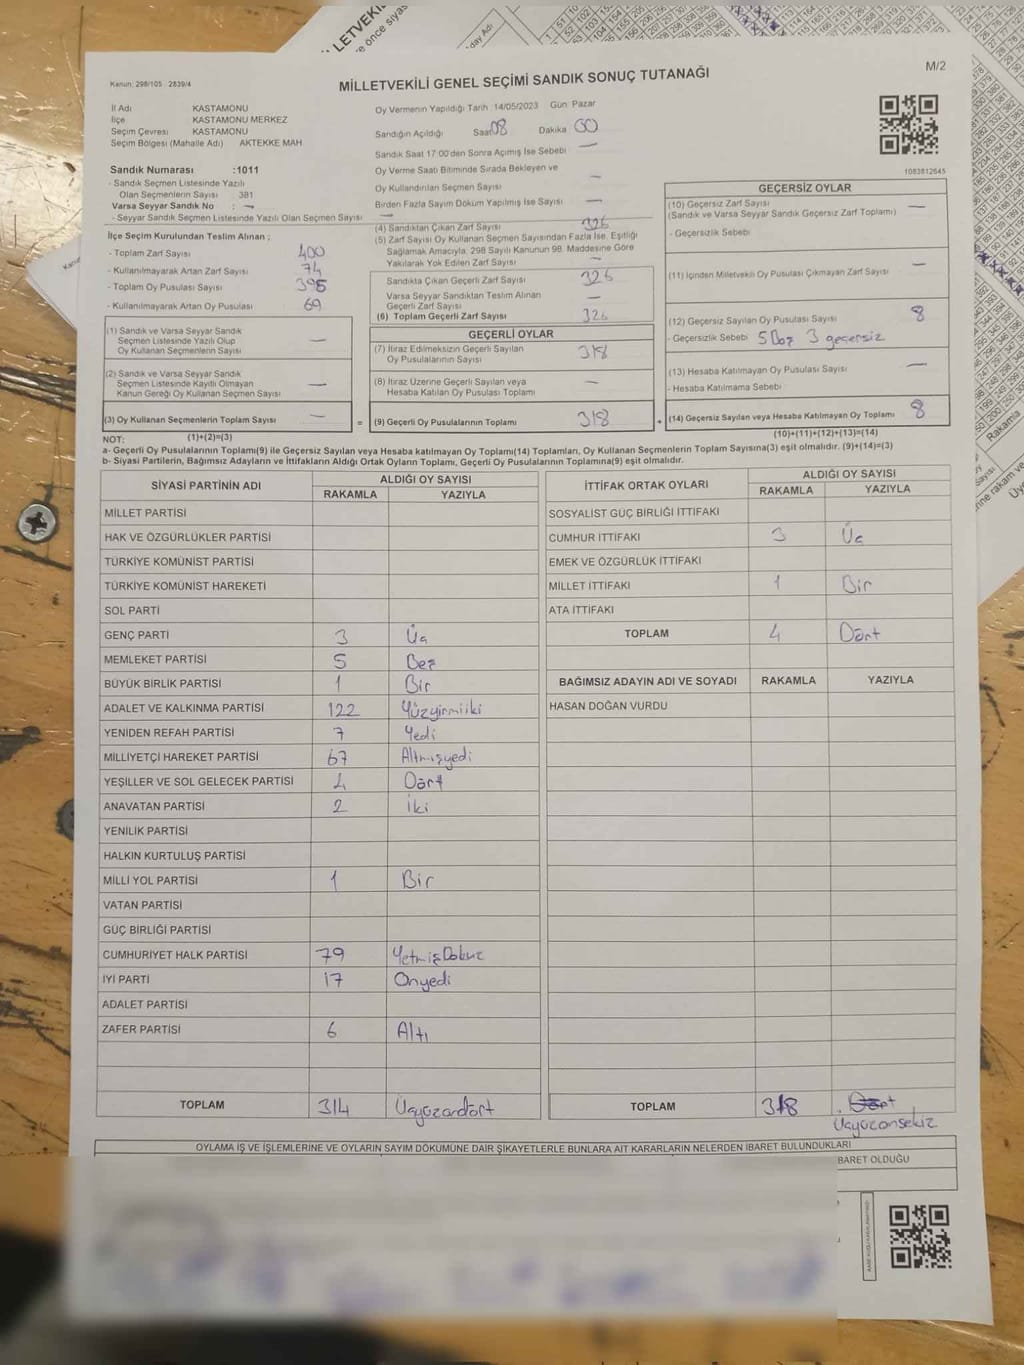 MİLLETVEKİLİ GENEL SEÇİMİ SANDIK SONUÇ TUTANAĞI
M/2
Kanun: 298/105 2839/4
İl Adı KASTAMONU
İlçe KASTAMONU MERKEZ
Seçim Çevresi KASTAMONU
Seçim Bölgesi (Mahalle Adı) AKTEKKE MAH
Sandık Numarası :1011
- Sandık Seçmen Listesinde Yazılı
Olan Seçmenlerin Sayısı 381
Varsa Seyyar Sandık No : —
- Seyyar Sandık Seçmen Listesinde Yazılı Olan Seçmen Sayısı —
İlçe Seçim Kurulundan Teslim Alınan ;
- Toplam Zarf Sayısı 400
- Kullanılmayarak Artan Zarf Sayısı 74
- Toplam Oy Pusulası Sayısı 395
- Kullanılmayarak Artan Oy Pusulası 69
(1) Sandık ve Varsa Seyyar Sandık
Seçmen Listesinde Yazılı Olup
Oy Kullanan Seçmenlerin Sayısı —
(2) Sandık ve Varsa Seyyar Sandık
Seçmen Listesinde Kayıtlı Olmayan
Kanun Gereği Oy Kullanan Seçmen Sayısı —
(3) Oy Kullanan Seçmenlerin Toplam Sayısı —
(1)+(2)=(3)
Oy Vermenin Yapıldığı Tarih :14/05/2023 Gün: Pazar
Sandığın Açıldığı Saat 08 Dakika 00
Sandık Saat 17:00'den Sonra Açımış İse Sebebi —
Oy Verme Saati Bitiminde Sırada Bekleyen ve
Oy Kullandırılan Seçmen Sayısı —
Birden Fazla Sayım Döküm Yapılmış İse Sayısı —
(4) Sandıktan Çıkan Zarf Sayısı 326
(5) Zarf Sayısı Oy Kullanan Seçmen Sayısından Fazla İse, Eşitliği
Sağlamak Amacıyla, 298 Sayılı Kanunun 98. Maddesine Göre
Yakılarak Yok Edilen Zarf Sayısı —
Sandıkta Çıkan Geçerli Zarf Sayısı 326
Varsa Seyyar Sandıktan Teslim Alınan
Geçerli Zarf Sayısı —
(6) Toplam Geçerli Zarf Sayısı 326
GEÇERLİ OYLAR
(7) İtiraz Edilmeksizin Geçerli Sayılan
Oy Pusulalarının Sayısı 318
(8) İtiraz Üzerine Geçerli Sayılan veya
Hesaba Katılan Oy Pusulaları Toplamı —
= (9) Geçerli Oy Pusulalarının Toplamı 318 +
1083812645
GEÇERSİZ OYLAR
(10) Geçersiz Zarf Sayısı —
(Sandık ve Varsa Seyyar Sandık Geçersiz Zarf Toplamı)
- Geçersizlik Sebebi
(11) İçinden Milletvekili Oy Pusulası Çıkmayan Zarf Sayısı —
(12) Geçersiz Sayılan Oy Pusulası Sayısı 8
- Geçersizlik Sebebi 5 Boş 3 geçersiz
(13) Hesaba Katılmayan Oy Pusulası Sayısı —
- Hesaba Katılmama Sebebi
(14) Geçersiz Sayılan veya Hesaba Katılmayan Oy Toplamı 8
(10)+(11)+(12)+(13)=(14)
NOT:
a- Geçerli Oy Pusulalarının Toplamı(9) ile Geçersiz Sayılan veya Hesaba katılmayan Oy Toplamı(14) Toplamları, Oy Kullanan Seçmenlerin Toplam Sayısına(3) eşit olmalıdır. (9)+(14)=(3)
b- Siyasi Partilerin, Bağımsız Adayların ve İttifakların Aldığı Ortak Oyların Toplamı, Geçerli Oy Pusulalarının Toplamına(9) eşit olmalıdır.
SİYASİ PARTİNİN ADI ALDIĞI OY SAYISI
RAKAMLA YAZIYLA
MİLLET PARTİSİ
HAK VE ÖZGÜRLÜKLER PARTİSİ
TÜRKİYE KOMÜNİST PARTİSİ
TÜRKİYE KOMÜNİST HAREKETİ
SOL PARTİ
GENÇ PARTİ 3 Üç
MEMLEKET PARTİSİ 5 Beş
BÜYÜK BİRLİK PARTİSİ 1 Bir
ADALET VE KALKINMA PARTİSİ 122 Yüzyirmiiki
YENİDEN REFAH PARTİSİ 7 Yedi
MİLLİYETÇİ HAREKET PARTİSİ 67 Altmışyedi
YEŞİLLER VE SOL GELECEK PARTİSİ 4 Dört
ANAVATAN PARTİSİ 2 İki
YENİLİK PARTİSİ
HALKIN KURTULUŞ PARTİSİ
MİLLİ YOL PARTİSİ 1 Bir
VATAN PARTİSİ
GÜÇ BİRLİĞİ PARTİSİ
CUMHURİYET HALK PARTİSİ 79 YetmişDokuz
İYİ PARTİ 17 Onyedi
ADALET PARTİSİ
ZAFER PARTİSİ 6 Altı
TOPLAM 314 Üçyüzondört
İTTİFAK ORTAK OYLARI ALDIĞI OY SAYISI
RAKAMLA YAZIYLA
SOSYALİST GÜÇ BİRLİĞİ İTTİFAKI
CUMHUR İTTİFAKI 3 Üç
EMEK VE ÖZGÜRLÜK İTTİFAKI
MİLLET İTTİFAKI 1 Bir
ATA İTTİFAKI
TOPLAM 4 Dört
BAĞIMSIZ ADAYIN ADI VE SOYADI RAKAMLA YAZIYLA
HASAN DOĞAN VURDU
TOPLAM 318 Dört
Üçyüzonsekiz
OYLAMA İŞ VE İŞLEMLERİNE VE OYLARIN SAYIM DÖKÜMÜNE DAİR ŞİKAYETLERLE BUNLARA AİT KARARLARIN NELERDEN İBARET BULUNDUKLARI
BARET OLDUĞU